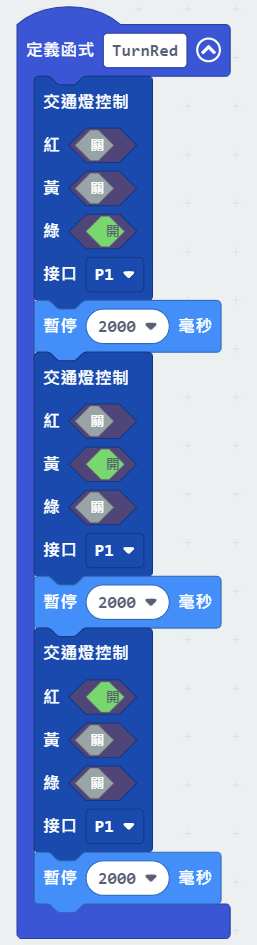 定義函式 TurnRed
交通燈控制
紅 關
黃 關
綠 開
接口 P1
暫停 2000 毫秒
交通燈控制
紅 關
黃 開
綠 關
接口 P1
暫停 2000 毫秒
交通燈控制
紅 開
黃 關
綠 關
接口 P1
暫停 2000 毫秒